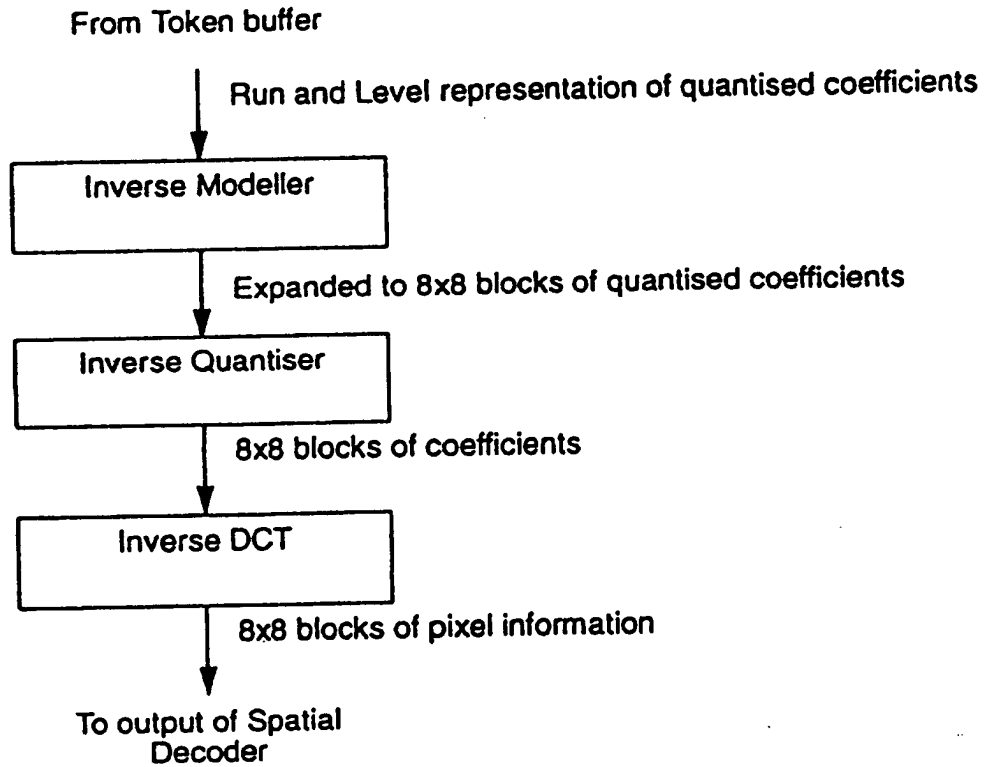 From Token buffer
Run and Level representation of quantised coefficients
Inverse Modeller
Expanded to 8x8 blocks of quantised coefficients
Inverse Quantiser
8x8 blocks of coefficients
Inverse DCT
8x8 blocks of pixel information
To output of Spatial
Decoder